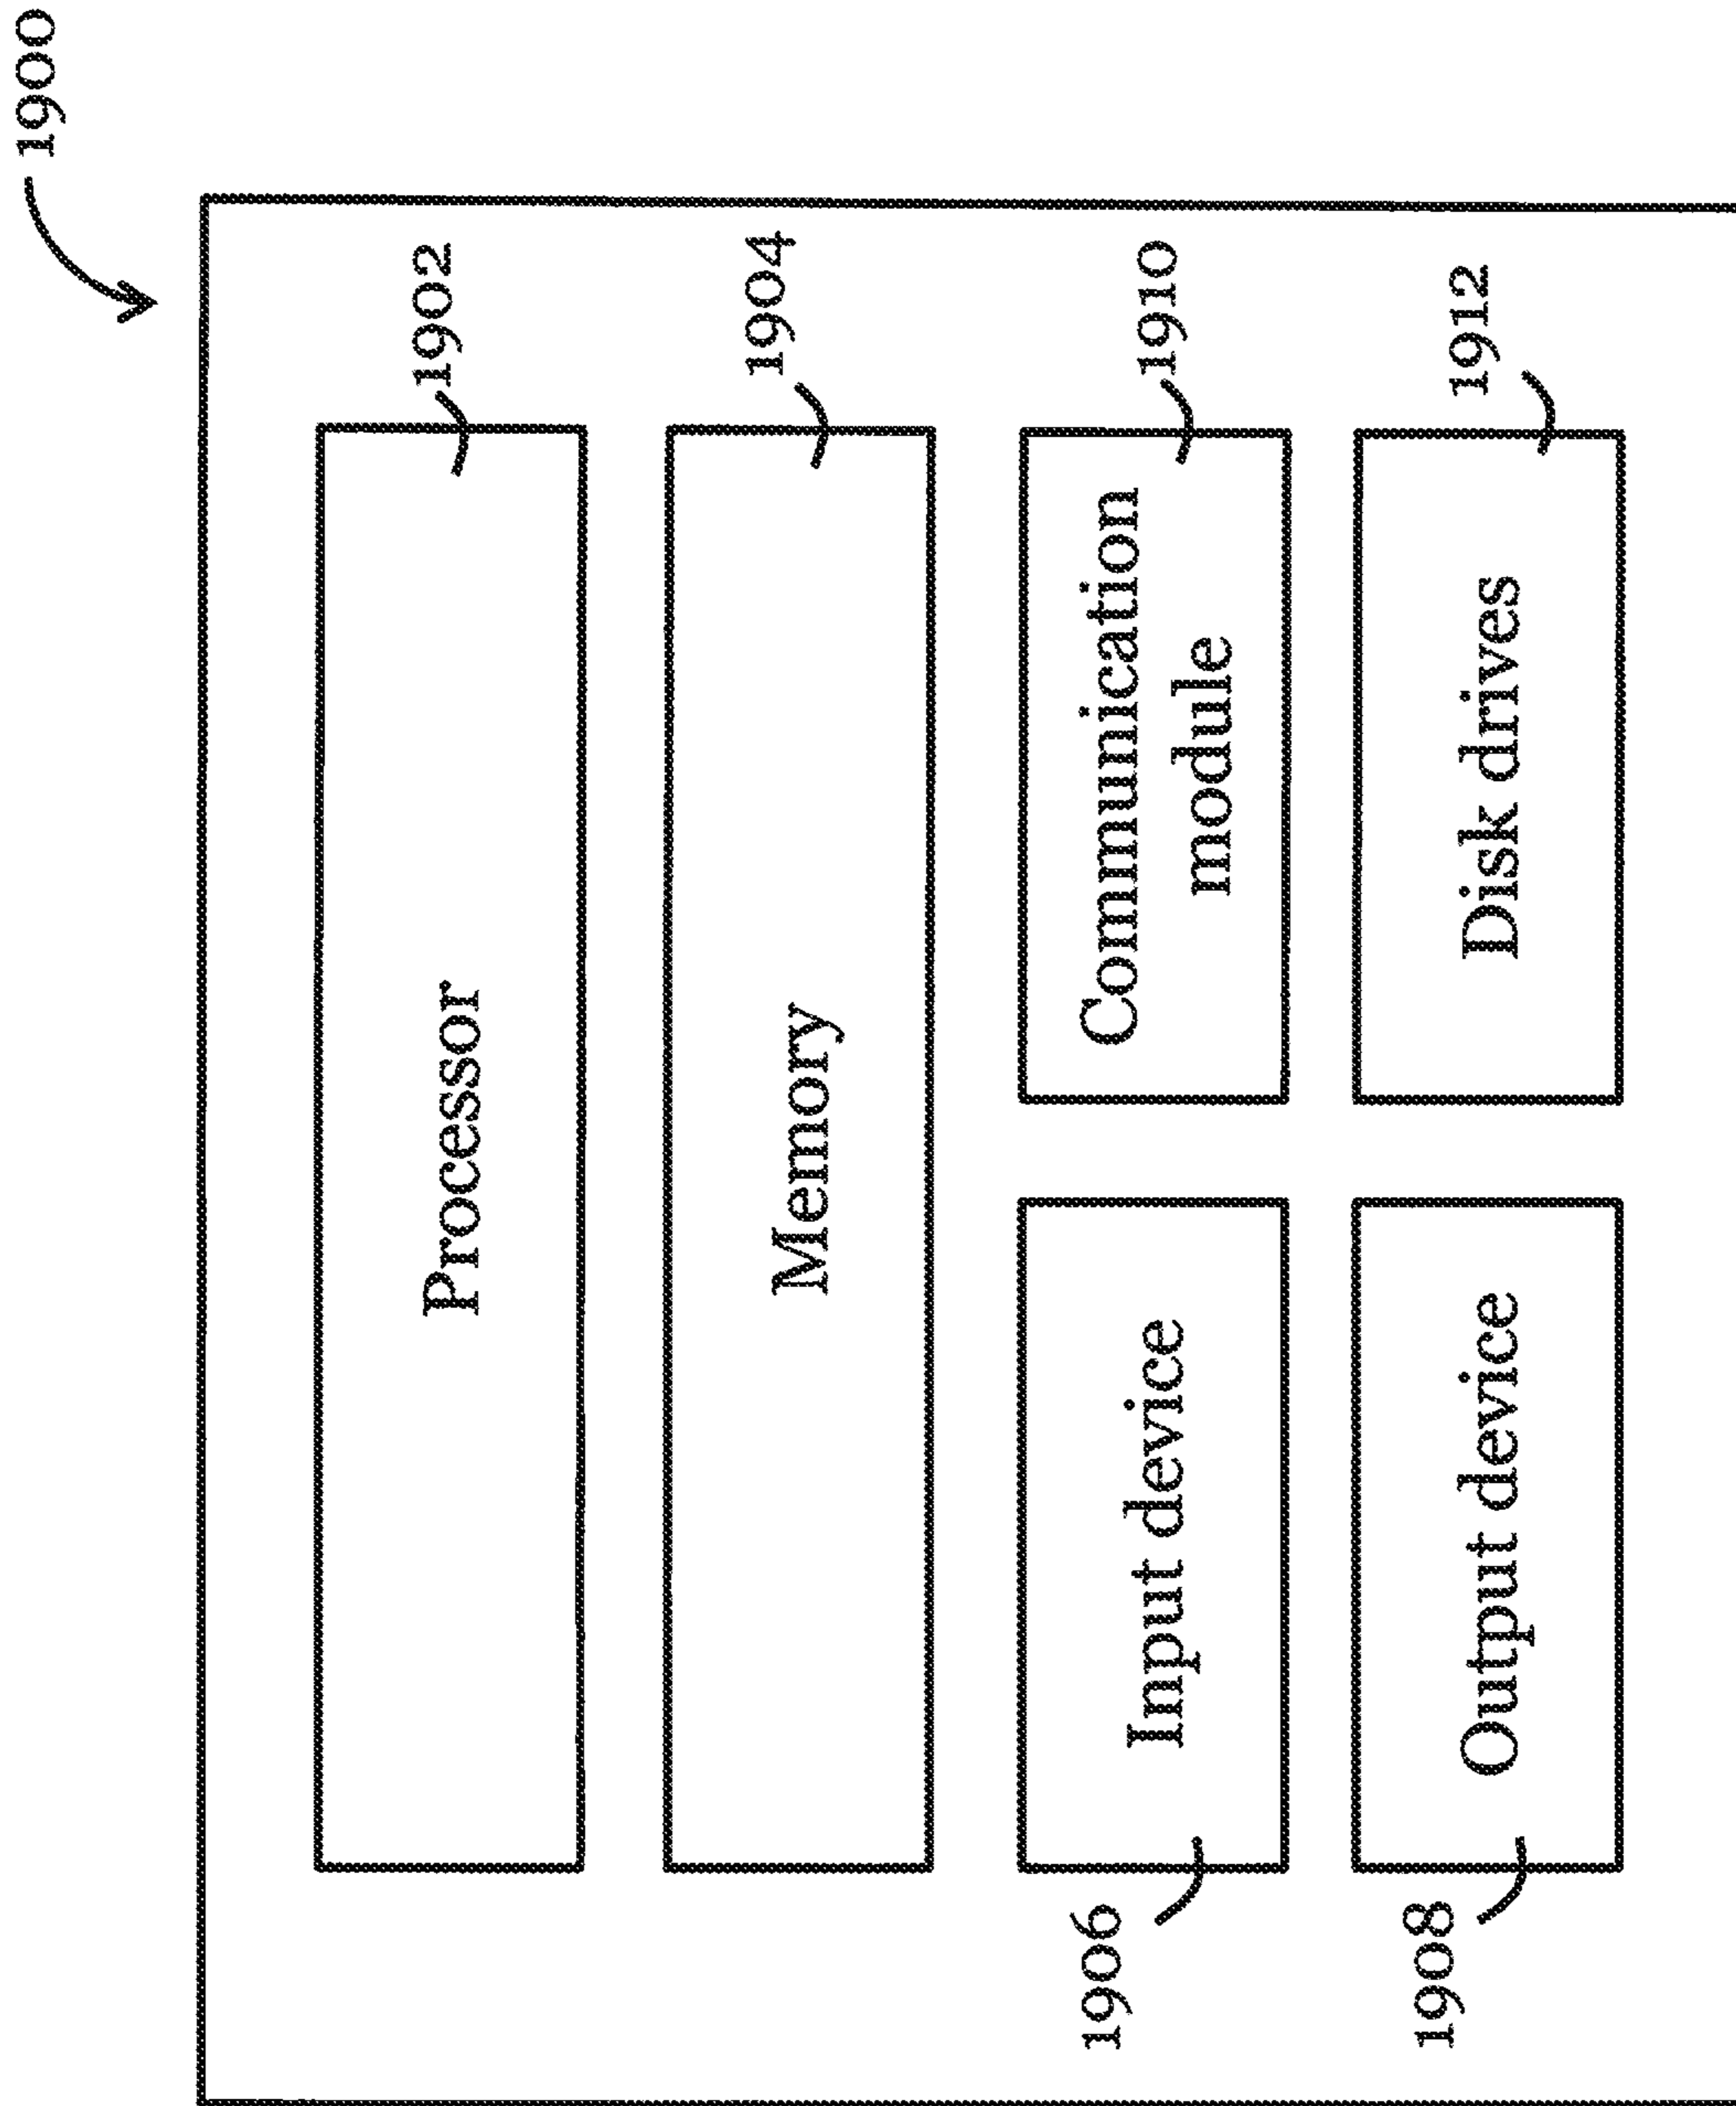 1900
Processor
1902
Memory
1904
1906
Input device
Communication
module
1910
1908
Output device
Disk drives
1912